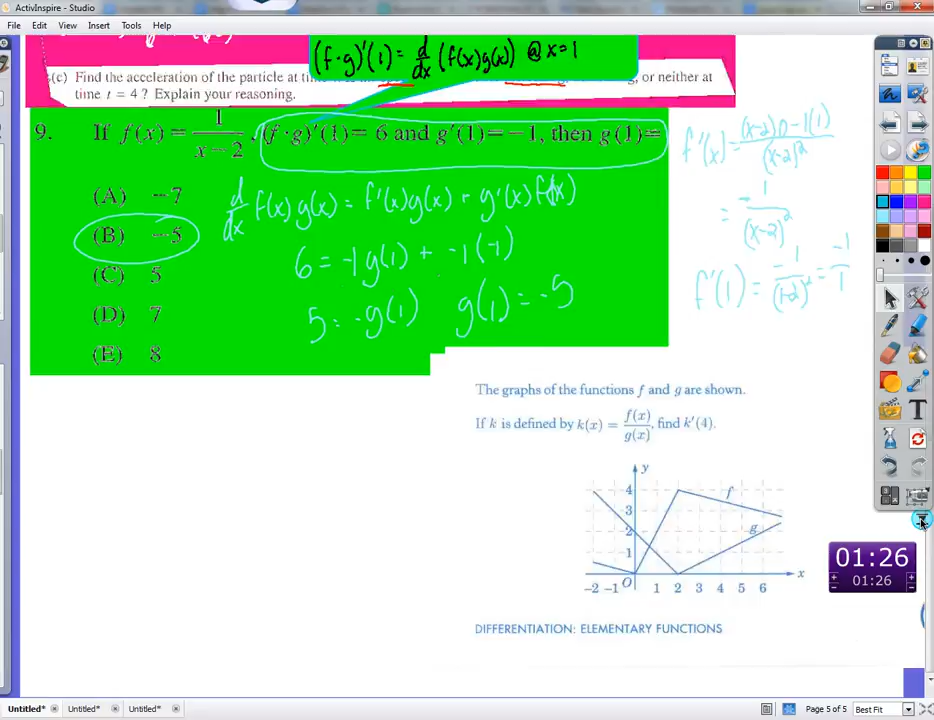 ActivInspire - Studio
File Edit View Insert Tools Help
(f·g)'(1) = d/dx (f(x)g(x)) @ x=1
(c) Find the acceleration of the particle at time
, or neither at
time t = 4 ? Explain your reasoning.
9. If f(x) = 1/(x−2), (f·g)'(1) = 6 and g'(1) = −1, then g(1) =
(A) −7
(B) −5
(C) 5
(D) 7
(E) 8
d/dx f(x)g(x) = f'(x)g(x) + g'(x)f(x)
6 = -1g(1) + -1(-1)
5 = -g(1) g(1) = -5
f'(x) = ((x-2)0 - 1(1))/(x-2)²
= -1/(x-2)²
f'(1) = -1/(1-2)² = -1/1
The graphs of the functions f and g are shown.
If k is defined by k(x) = f(x)/g(x), find k'(4).
y
4
3
2
1
f
g
-2 -1 O 1 2 3 4 5 6 x
DIFFERENTIATION: ELEMENTARY FUNCTIONS
01:26
01:26
Untitled* Untitled* Untitled* Page 5 of 5 Best Fit